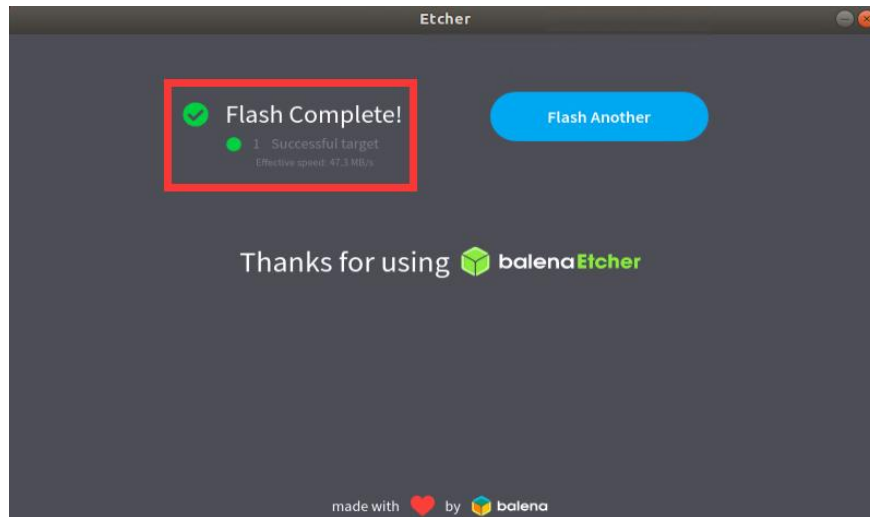 Etcher
Flash Complete!
1 Successful target
Effective speed: 47.3 MB/s
Flash Another
Thanks for using balenaEtcher
made with by balena